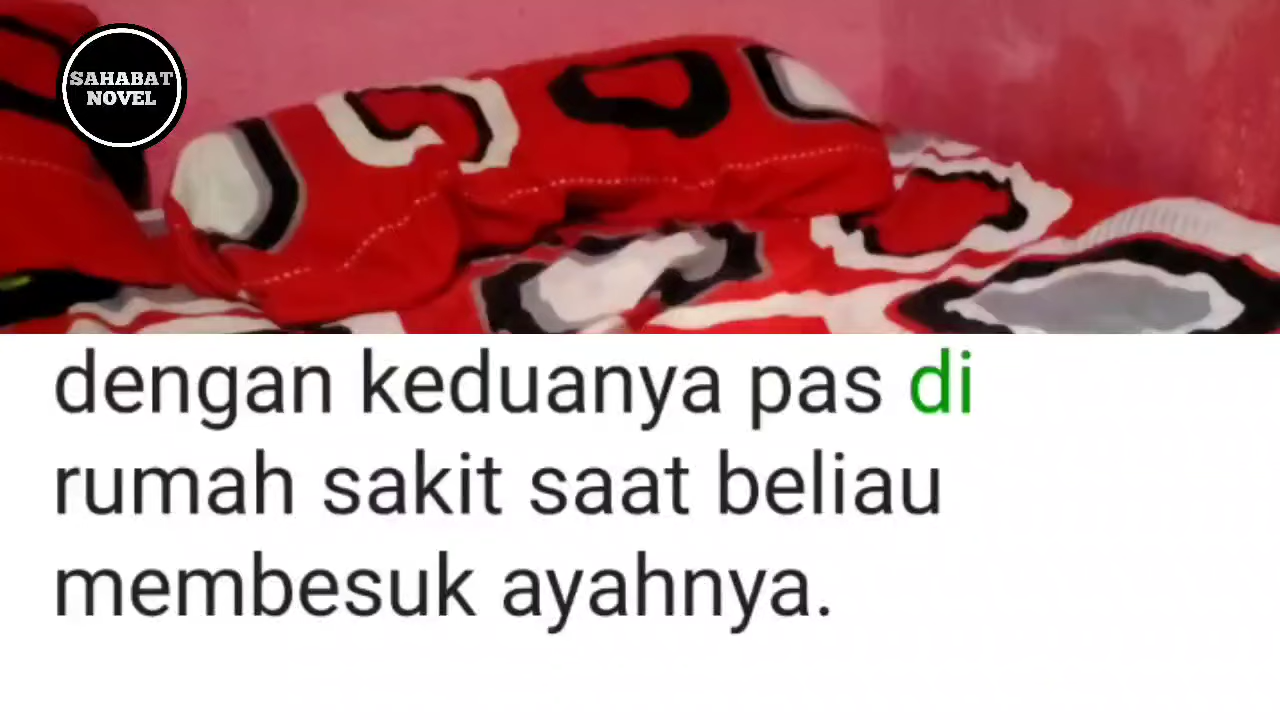 SAHABAT
NOVEL
dengan keduanya pas di
rumah sakit saat beliau
membesuk ayahnya.